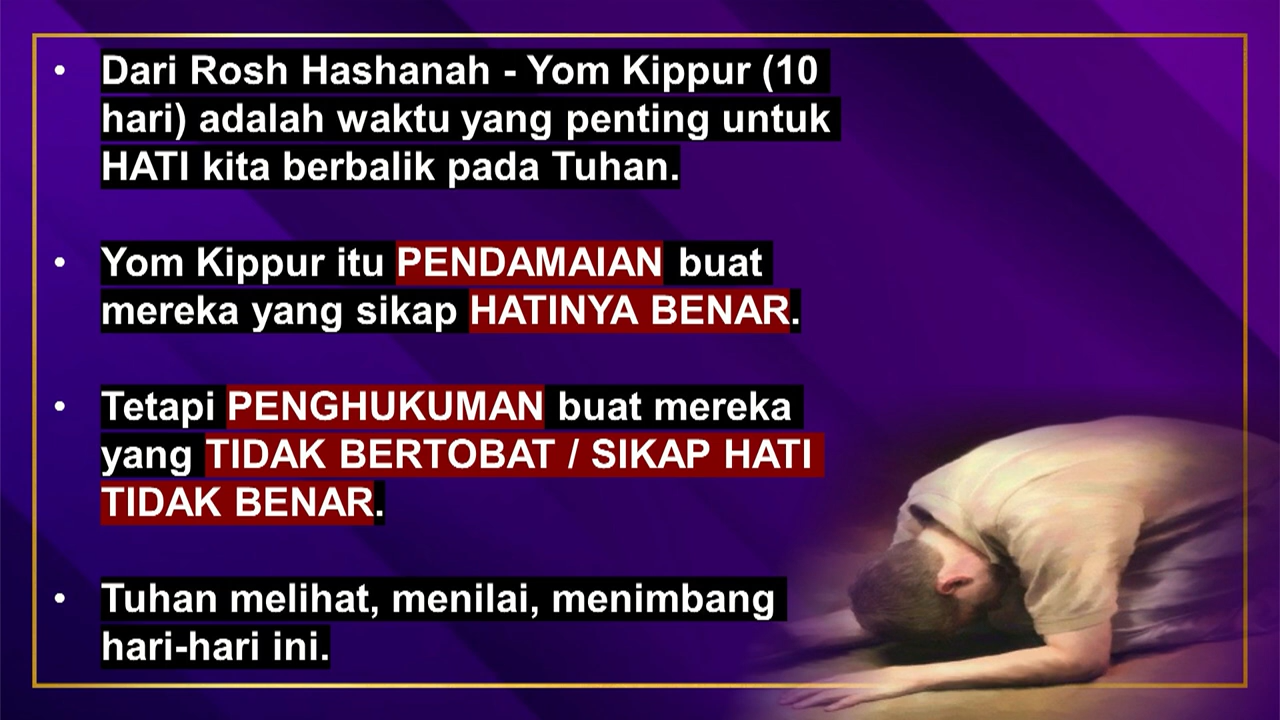 • Dari Rosh Hashanah - Yom Kippur (10
hari) adalah waktu yang penting untuk
HATI kita berbalik pada Tuhan.
• Yom Kippur itu PENDAMAIAN buat
mereka yang sikap HATINYA BENAR.
• Tetapi PENGHUKUMAN buat mereka
yang TIDAK BERTOBAT / SIKAP HATI
TIDAK BENAR.
• Tuhan melihat, menilai, menimbang
hari-hari ini.